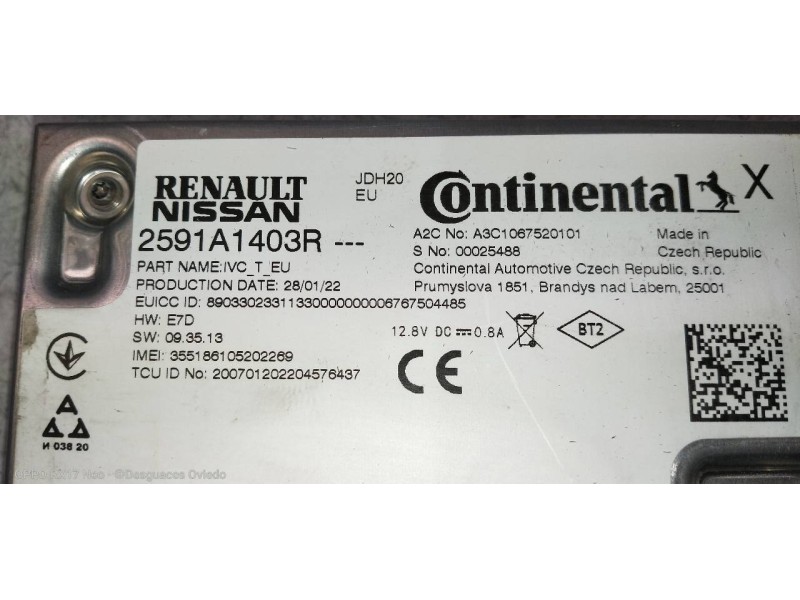 RENAULT
NISSAN
JDH20
EU
Continental
X
2591A1403R ---
A2C No: A3C1067520101
Made in
S No: 00025488
Czech Republic
PART NAME:IVC_T_EU
Continental Automotive Czech Republic, s.r.o.
PRODUCTION DATE: 28/01/22
Prumyslova 1851, Brandys nad Labem, 25001
EUICC ID: 89033023311330000000006767504485
HW: E7D
12.8V DC 0.8A
BT2
SW: 09.35.13
IMEI: 355186105202269
TCU ID No: 200701202204576437
CE
И 038 20
©Desguaces Oviedo